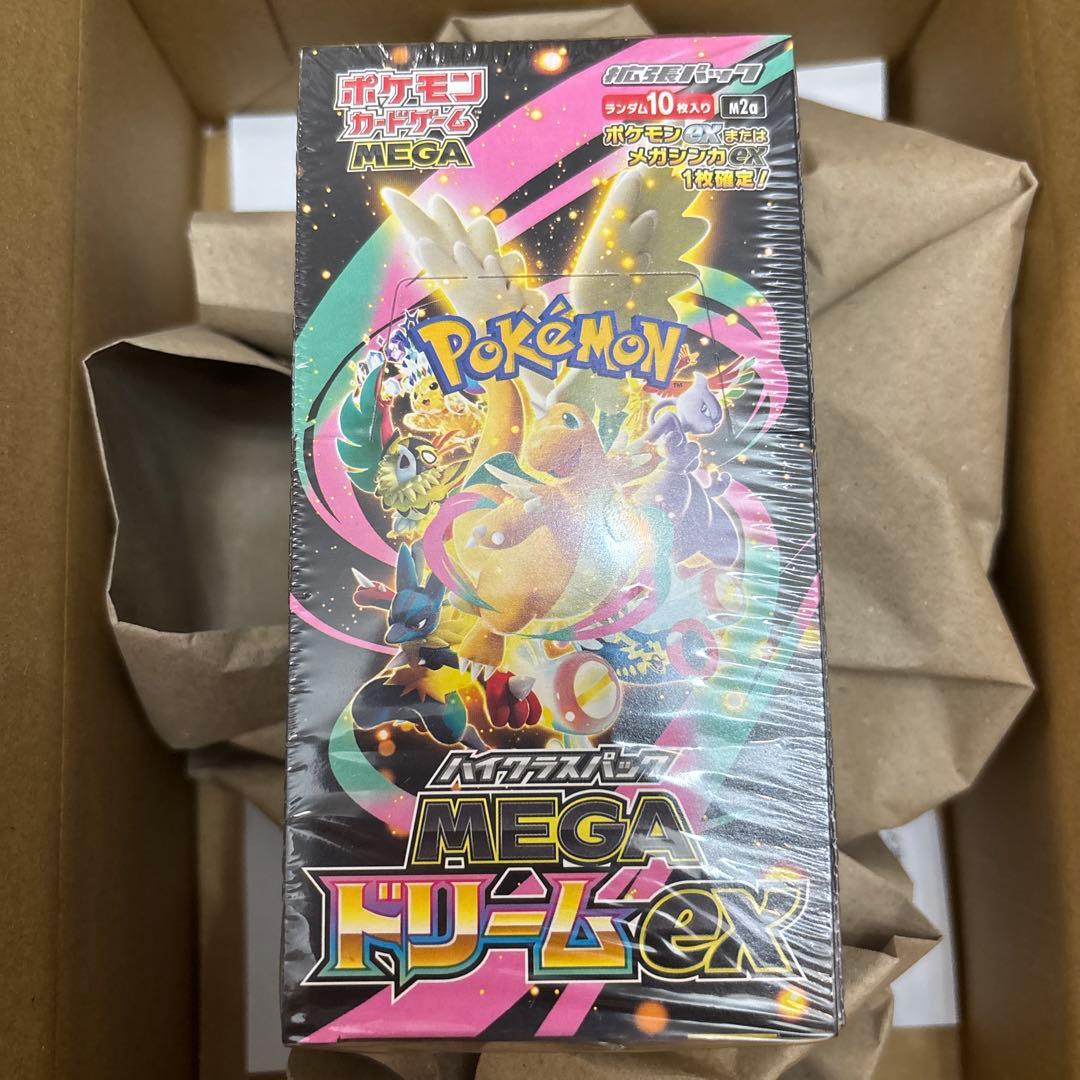 ポケモン
カードゲーム
MEGA
拡張パック
ランダム10枚入り M2a
ポケモンexまたは
メガシンカex
1枚確定!
POKéMON
TM
ハイクラスパック
MEGA
ドリームex